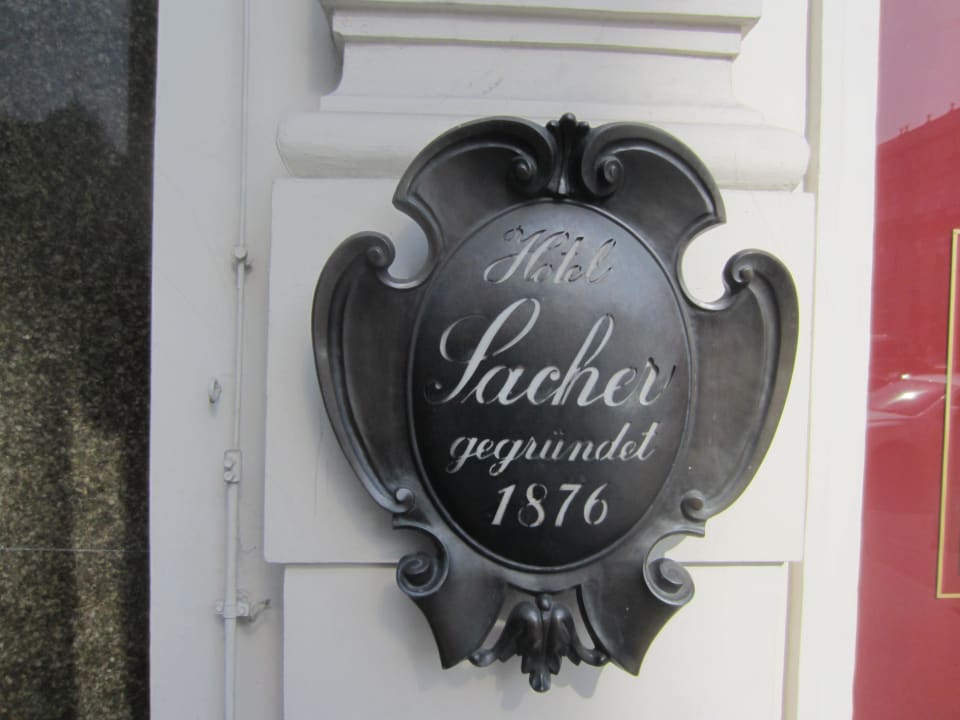 Hotel
Sacher
gegründet
1876